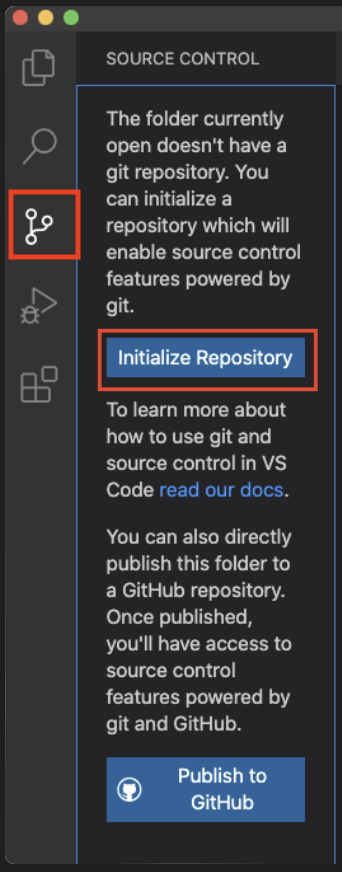 SOURCE CONTROL
The folder currently
open doesn't have a
git repository. You
can initialize a
repository which will
enable source control
features powered by
git.
Initialize Repository
To learn more about
how to use git and
source control in VS
Code read our docs.
You can also directly
publish this folder to
a GitHub repository.
Once published,
you'll have access to
source control
features powered by
git and GitHub.
Publish to
GitHub